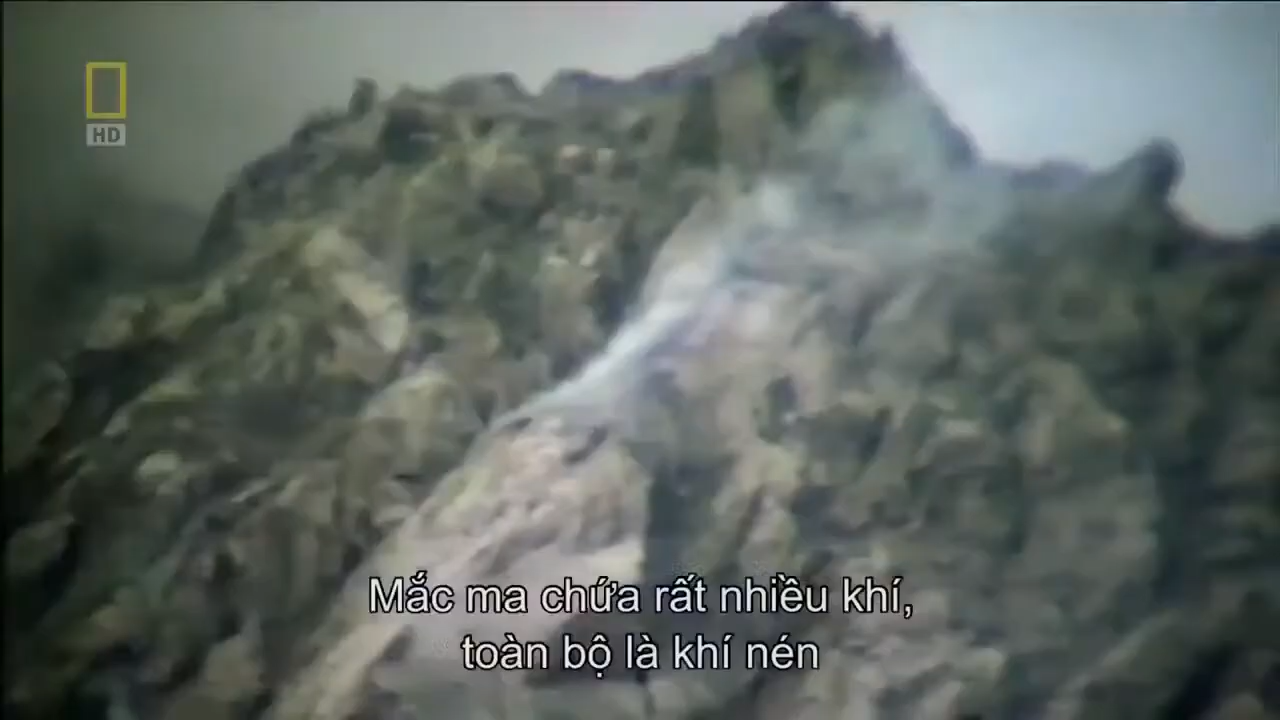 HD
Mắc ma chứa rất nhiều khí,
toàn bộ là khí nén